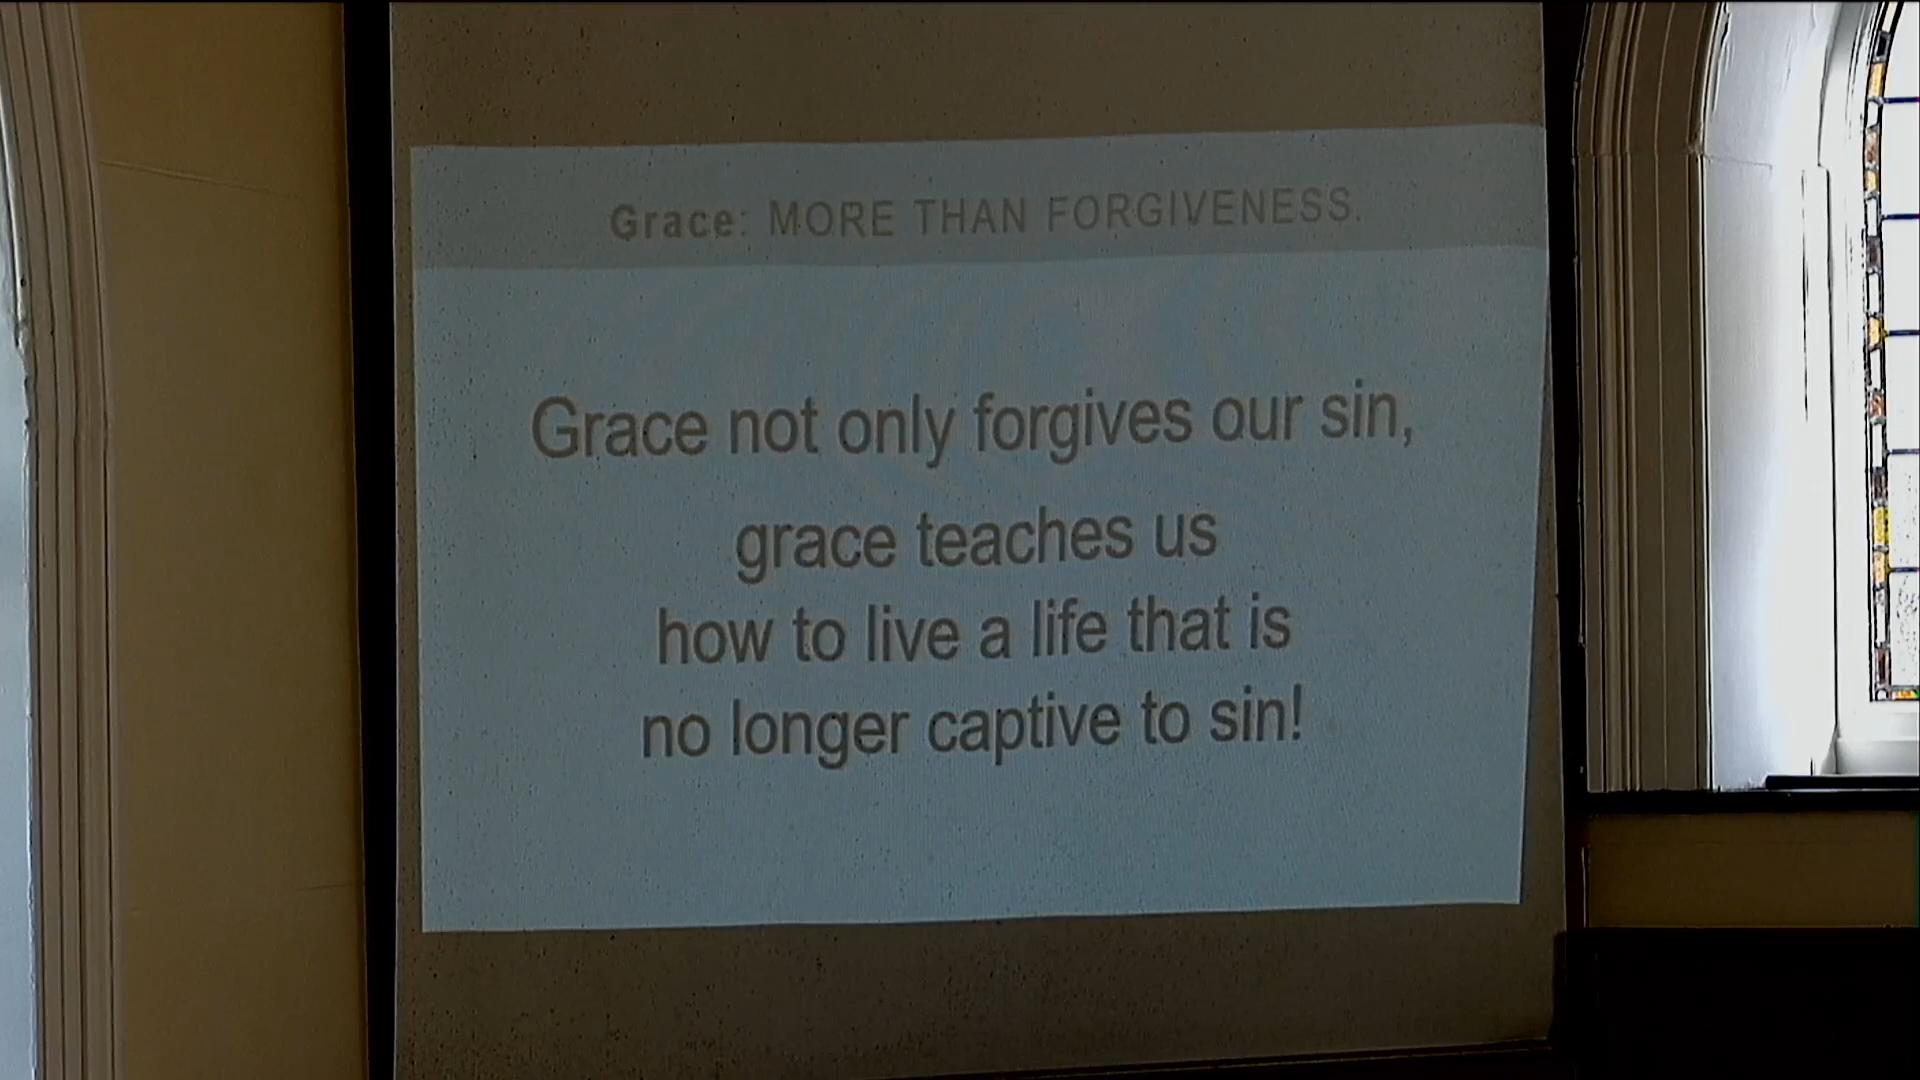 Grace: MORE THAN FORGIVENESS.
Grace not only forgives our sin,
grace teaches us
how to live a life that is
no longer captive to sin!